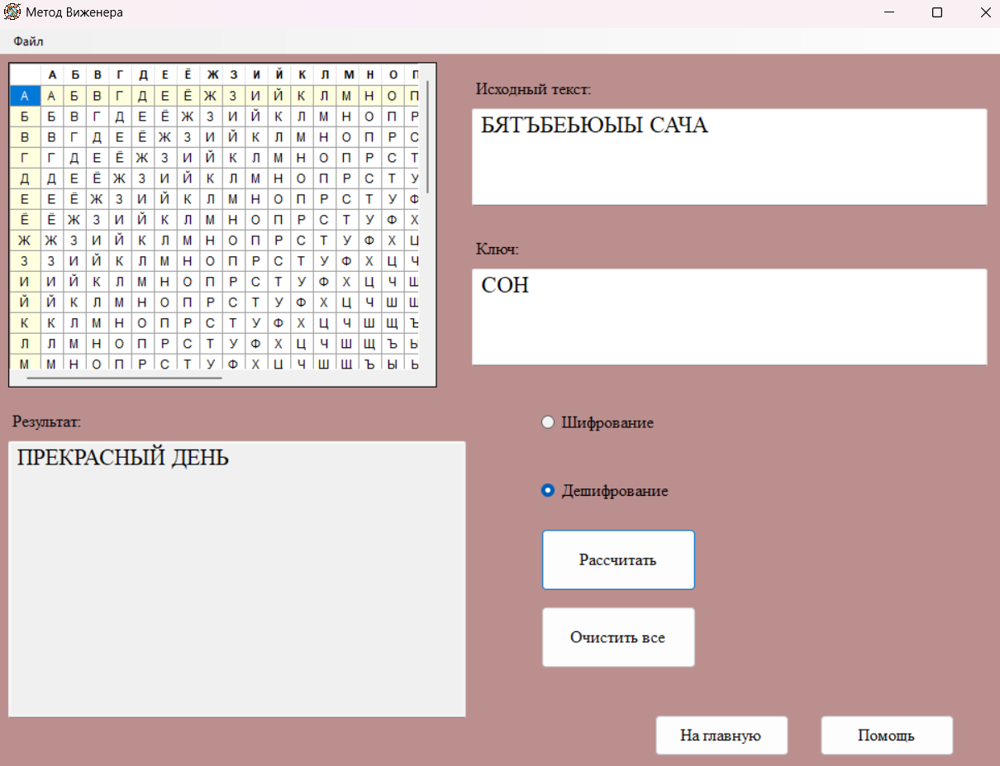 Метод Виженера
Файл
А Б В Г Д Е Ё Ж З И Й К Л М Н О П
А А Б В Г Д Е Ё Ж З И Й К Л М Н О П
Б Б В Г Д Е Ё Ж З И Й К Л М Н О П Р
В В Г Д Е Ё Ж З И Й К Л М Н О П Р С
Г Г Д Е Ё Ж З И Й К Л М Н О П Р С Т
Д Д Е Ё Ж З И Й К Л М Н О П Р С Т У
Е Е Ё Ж З И Й К Л М Н О П Р С Т У Ф
Ё Ё Ж З И Й К Л М Н О П Р С Т У Ф Х
Ж Ж З И Й К Л М Н О П Р С Т У Ф Х Ц
З З И Й К Л М Н О П Р С Т У Ф Х Ц Ч
И И Й К Л М Н О П Р С Т У Ф Х Ц Ч Ш
Й Й К Л М Н О П Р С Т У Ф Х Ц Ч Ш Щ
К К Л М Н О П Р С Т У Ф Х Ц Ч Ш Щ Ъ
Л Л М Н О П Р С Т У Ф Х Ц Ч Ш Щ Ъ Ы
М М Н О П Р С Т У Ф Х Ц Ч Ш Щ Ъ Ы Ь
Исходный текст:
БЯТЪБЕЬЮЫЫ САЧА
Ключ:
СОН
Результат:
ПРЕКРАСНЫЙ ДЕНЬ
Шифрование
Дешифрование
Рассчитать
Очистить все
На главную
Помощь